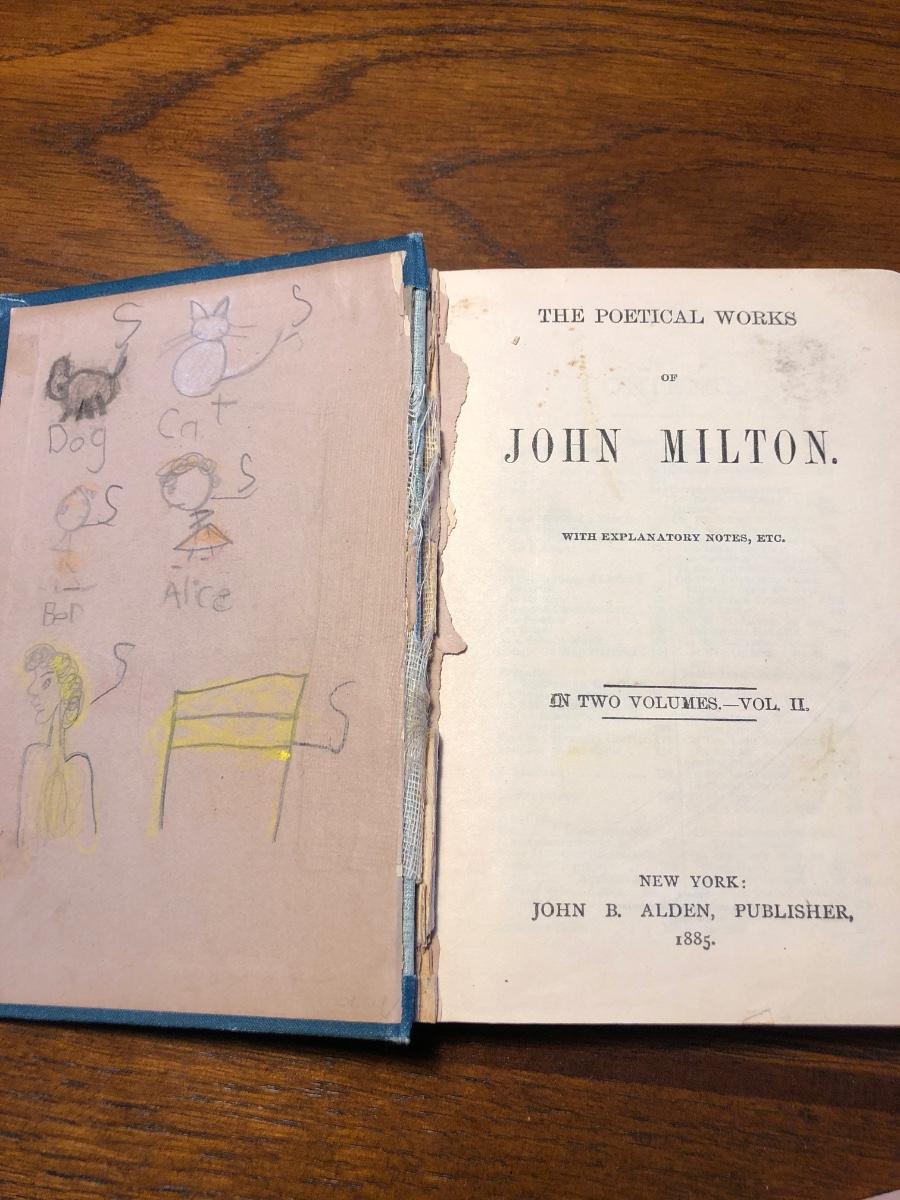 S
S
Dog
Cat
S
S
Alice
S
S
THE POETICAL WORKS
OF
JOHN MILTON.
WITH EXPLANATORY NOTES, ETC.
IN TWO VOLUMES.—VOL. II.
NEW YORK:
JOHN B. ALDEN, PUBLISHER,
1885.